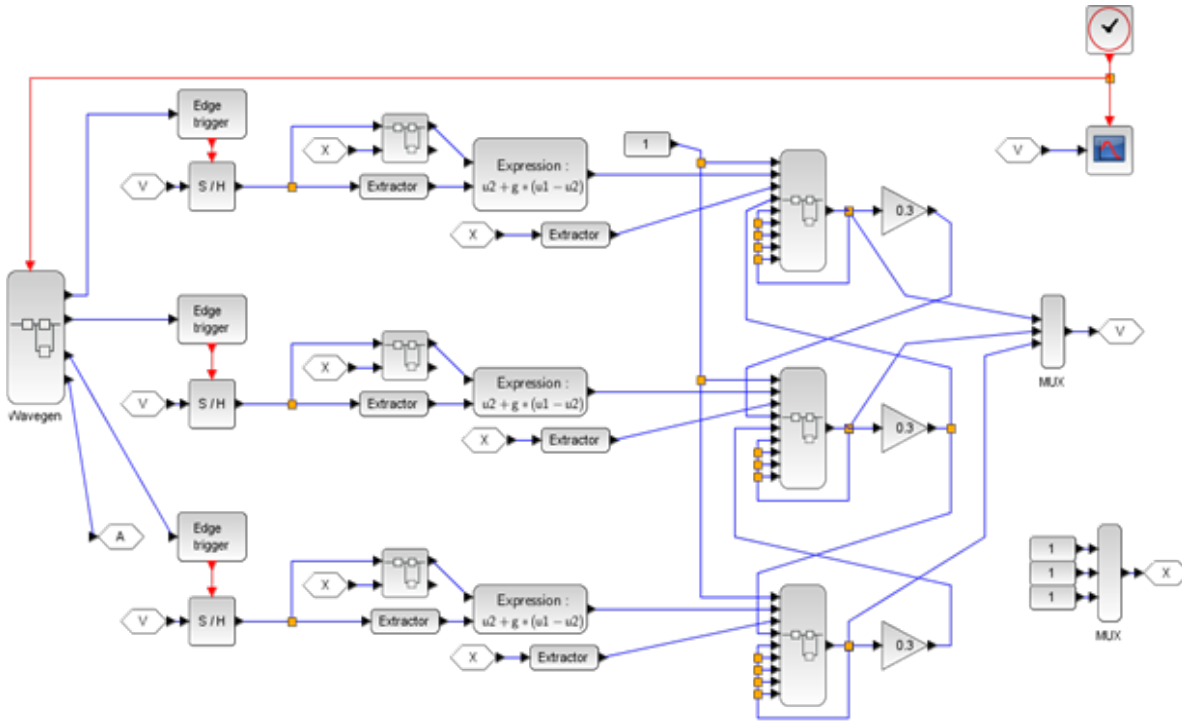 Edge
trigger
X
1
V
V
S / H
Extractor
Expression :
u2 + g * (u1 − u2)
0.3
X
Extractor
Edge
trigger
X
V
S / H
Extractor
Expression :
u2 + g * (u1 − u2)
0.3
V
MUX
Wavegen
X
Extractor
Edge
trigger
A
X
V
S / H
Extractor
Expression :
u2 + g * (u1 − u2)
0.3
X
Extractor
1
1
1
X
MUX